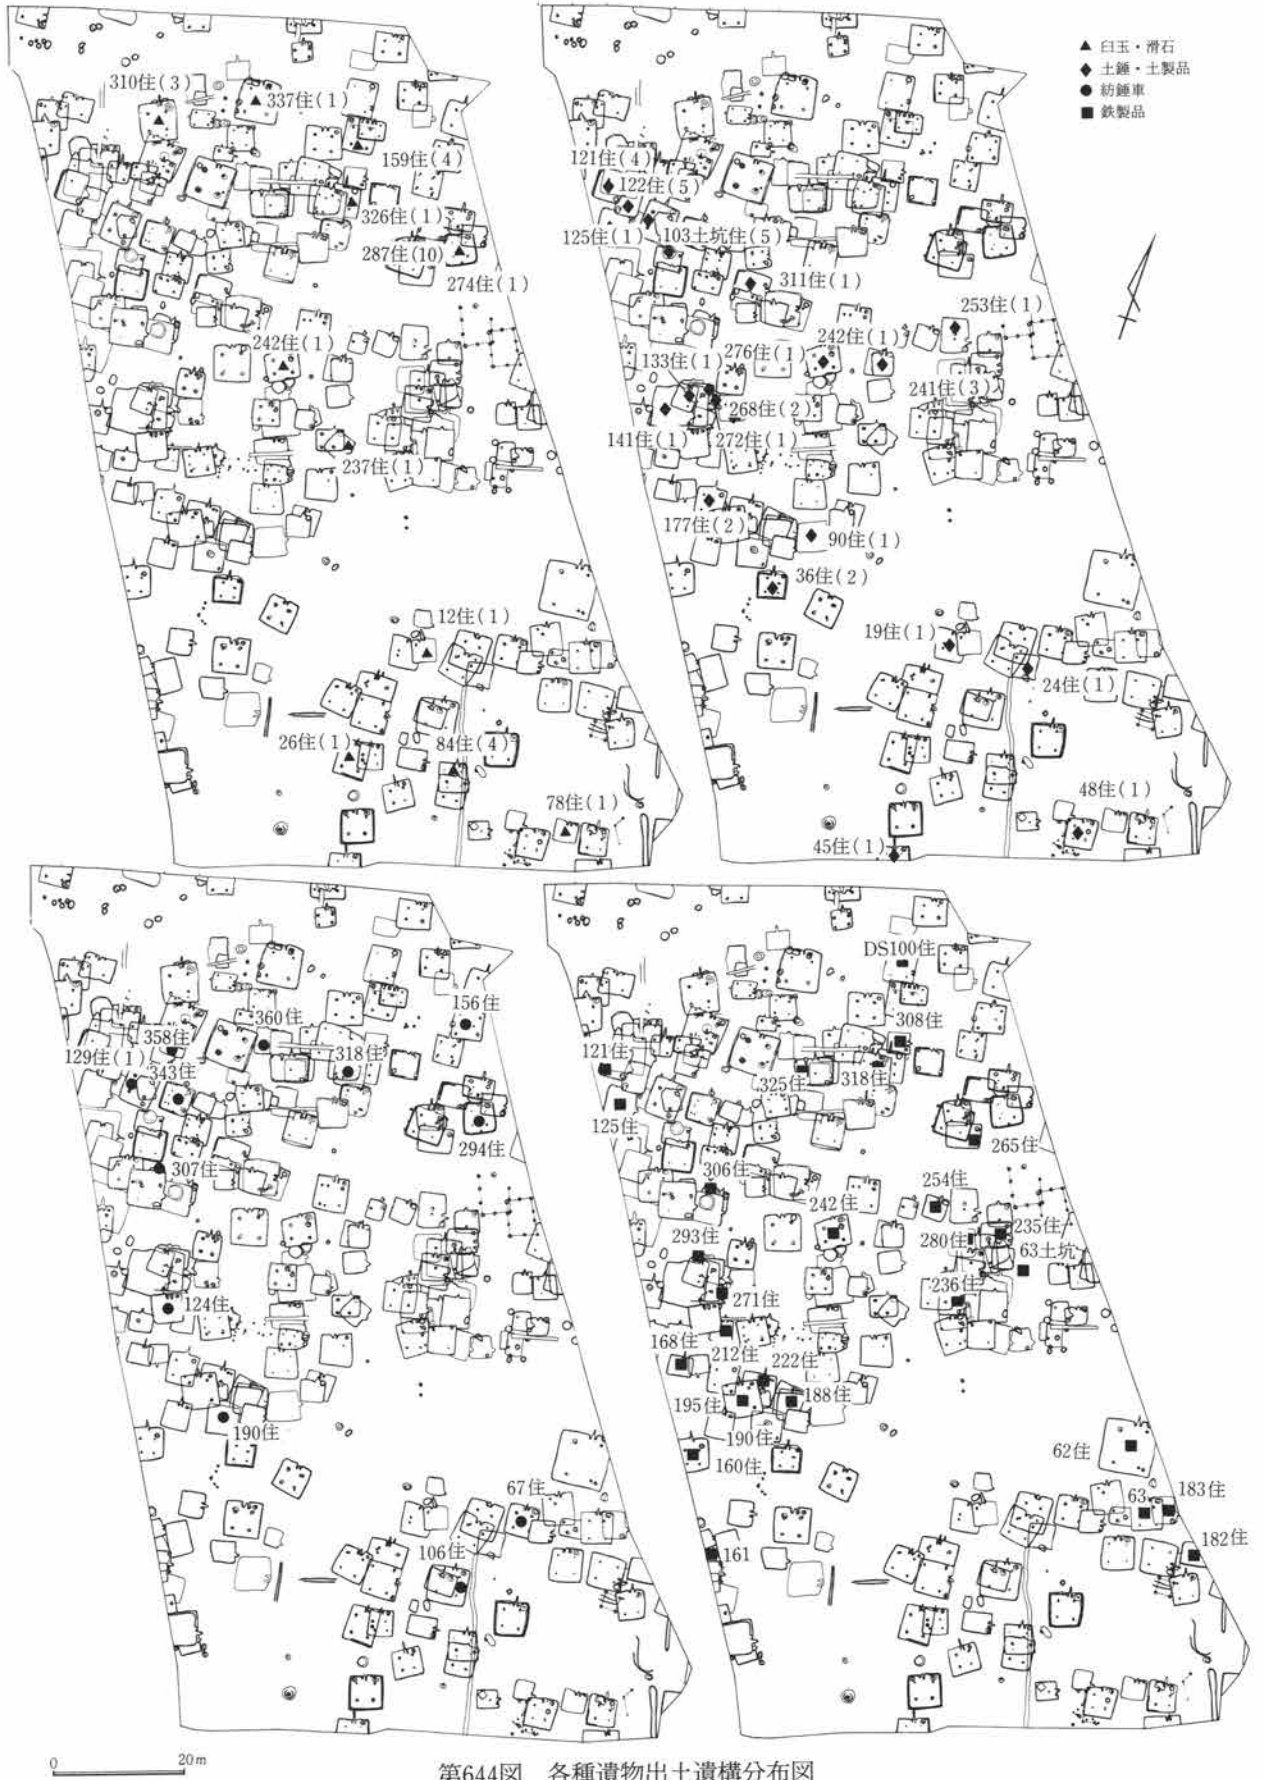 ▲ 臼玉・滑石
◆ 土錘・土製品
● 紡錘車
■ 鉄製品
310住(3)
337住(1)
159住(4)
326住(1)
287住(10)
274住(1)
242住(1)
237住(1)
12住(1)
26住(1)
84住(4)
78住(1)
121住(4)
122住(5)
125住(1)
103土坑住(5)
311住(1)
253住(1)
133住(1)
276住(1)
242住(1)
241住(3)
268住(2)
141住(1)
272住(1)
177住(2)
90住(1)
36住(2)
19住(1)
24住(1)
48住(1)
45住(1)
156住
360住
358住
129住(1)
343住
318住
294住
307住
124住
190住
67住
106住
DS100住
308住
121住
325住
318住
125住
265住
306住
254住
242住
235住
280住
63土坑
293住
236住
271住
168住
212住
222住
195住
188住
190住
160住
62住
63
183住
182住
161
0 20m
第644図 各種遺物出土遺構分布図